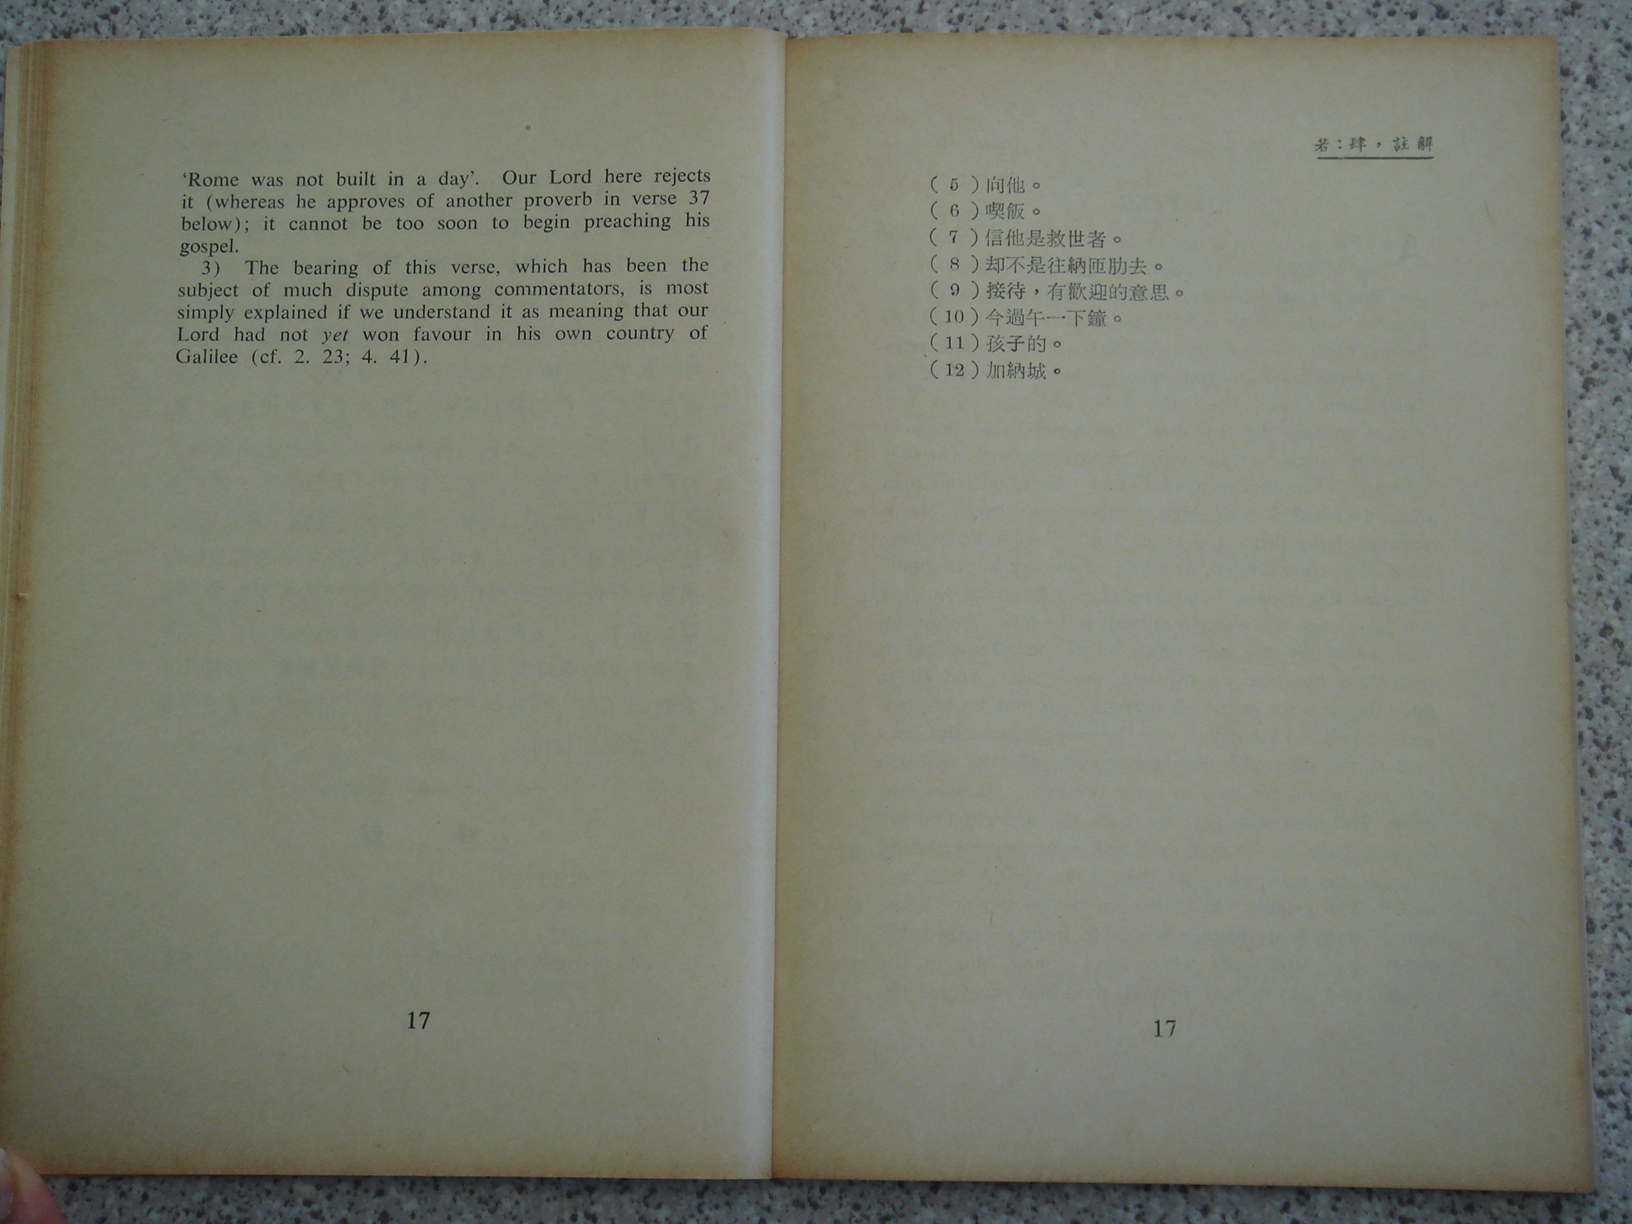 ‘Rome was not built in a day’. Our Lord here rejects
it (whereas he approves of another proverb in verse 37
below); it cannot be too soon to begin preaching his
gospel.
3) The bearing of this verse, which has been the
subject of much dispute among commentators, is most
simply explained if we understand it as meaning that our
Lord had not yet won favour in his own country of
Galilee (cf. 2. 23; 4. 41).
17
若：肆，註解
（5）向他。
（6）喫飯。
（7）信他是救世者。
（8）却不是往納匝肋去。
（9）接待，有歡迎的意思。
（10）今過午一下鐘。
（11）孩子的。
（12）加納城。
17